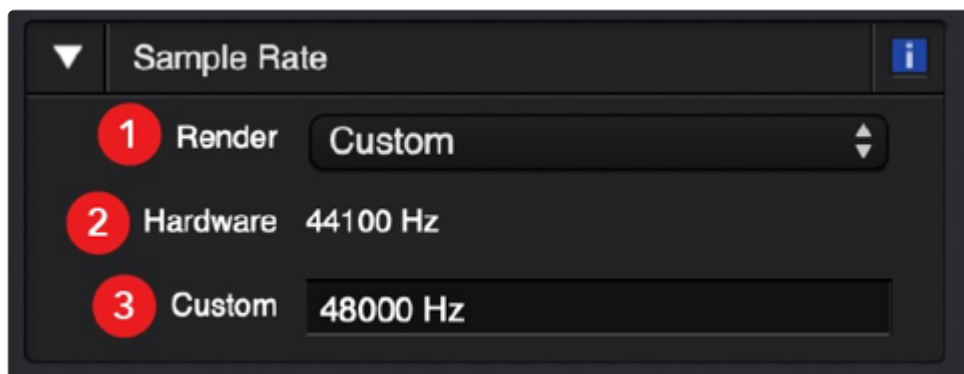 Sample Rate
i
1 Render Custom
2 Hardware 44100 Hz
3 Custom 48000 Hz